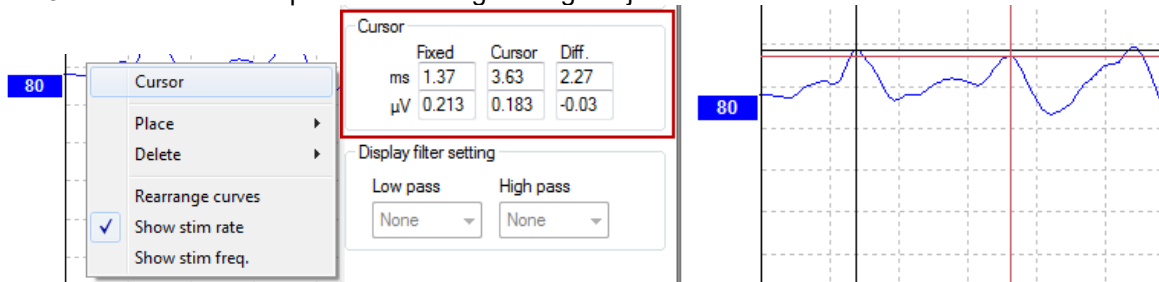 80
Cursor
Place
Delete
Rearrange curves
Show stim rate
Show stim freq.
Cursor
Fixed Cursor Diff.
ms 1.37 3.63 2.27
µV 0.213 0.183 -0.03
Display filter setting
Low pass High pass
None None
80